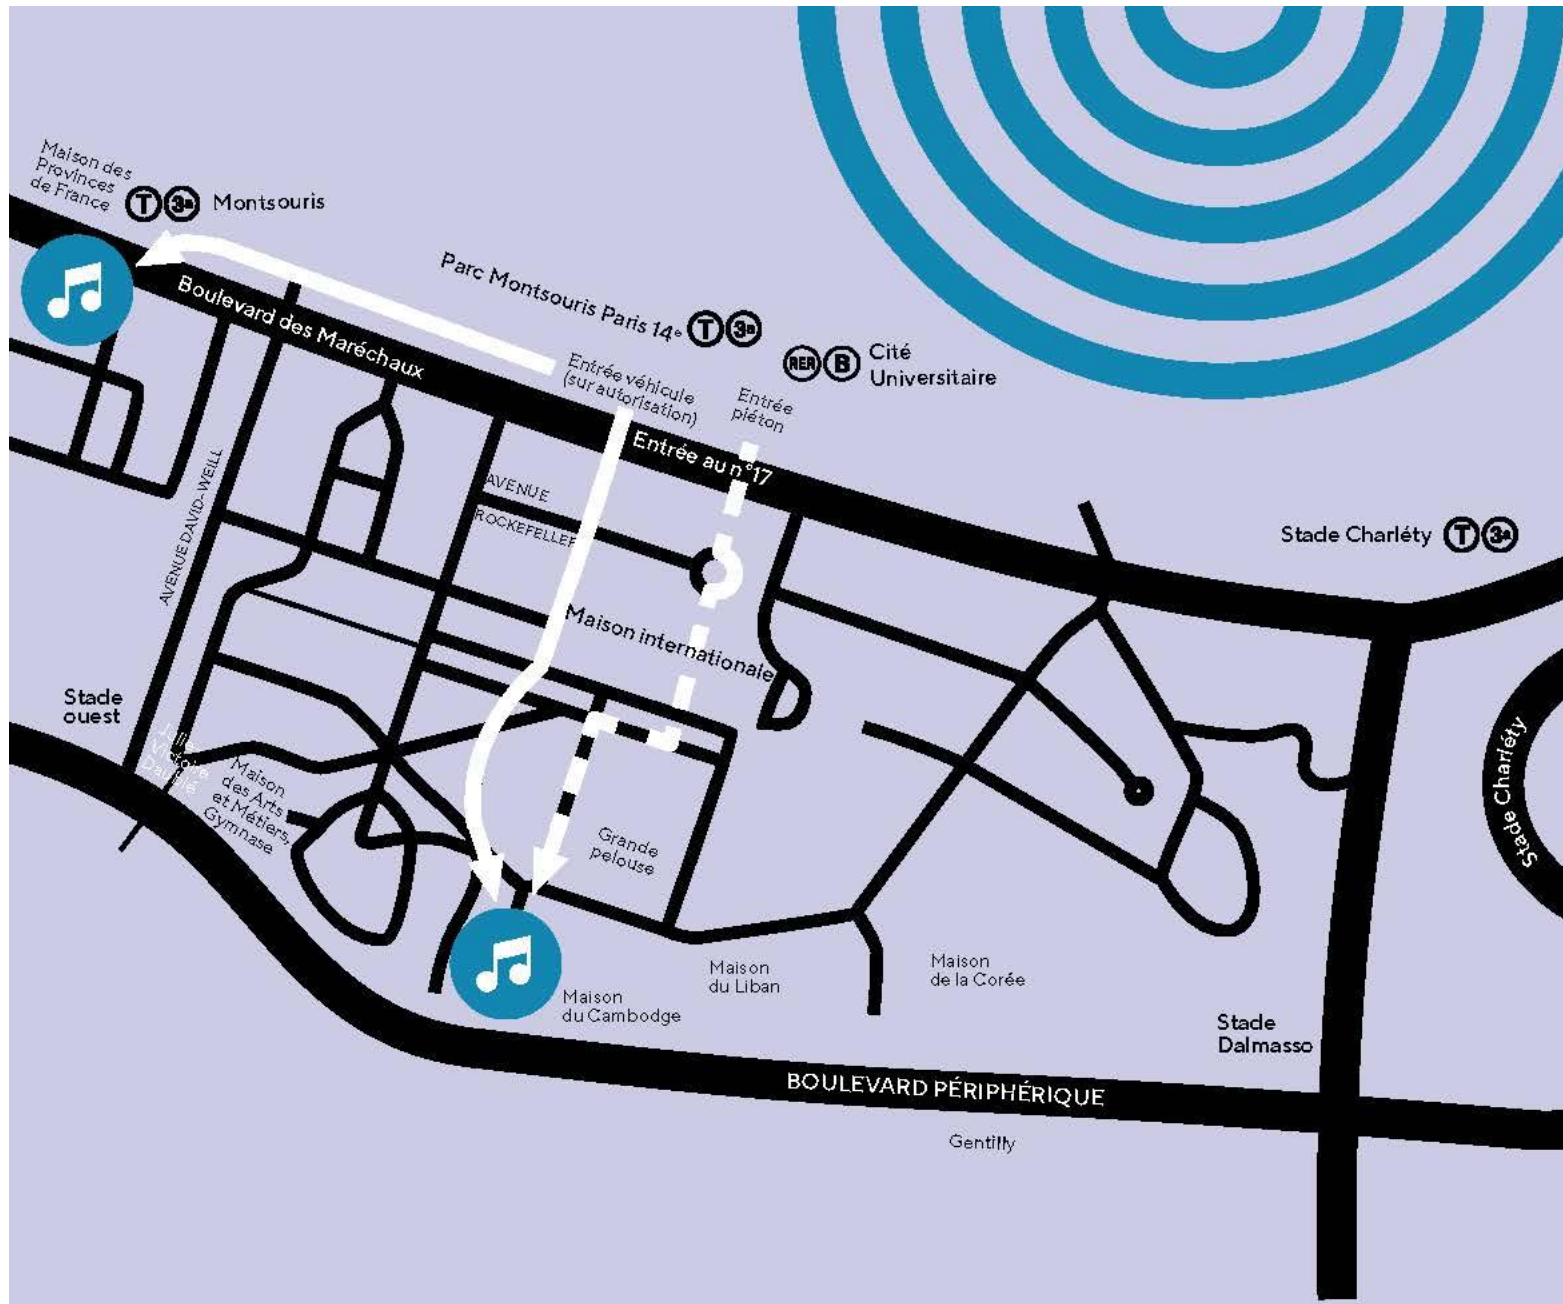 Maison des
Provinces
de France
T 3a Montsouris
Boulevard des Maréchaux
Parc Montsouris Paris 14e T 3a
RER B Cité
Universitaire
Entrée véhicule
(sur autorisation)
Entrée
piéton
Entrée au n°17
AVENUE
ROCKEFELLER
AVENUE DAVID-WEILL
Stade Charléty T 3a
Maison internationale
Stade
ouest
Julie
Victoire
Daubié
Maison
des Arts
et Métiers,
Gymnase
Grande
pelouse
Stade Charléty
Maison
du Liban
Maison
de la Corée
Maison
du Cambodge
Stade
Dalmasso
BOULEVARD PÉRIPHÉRIQUE
Gentilly